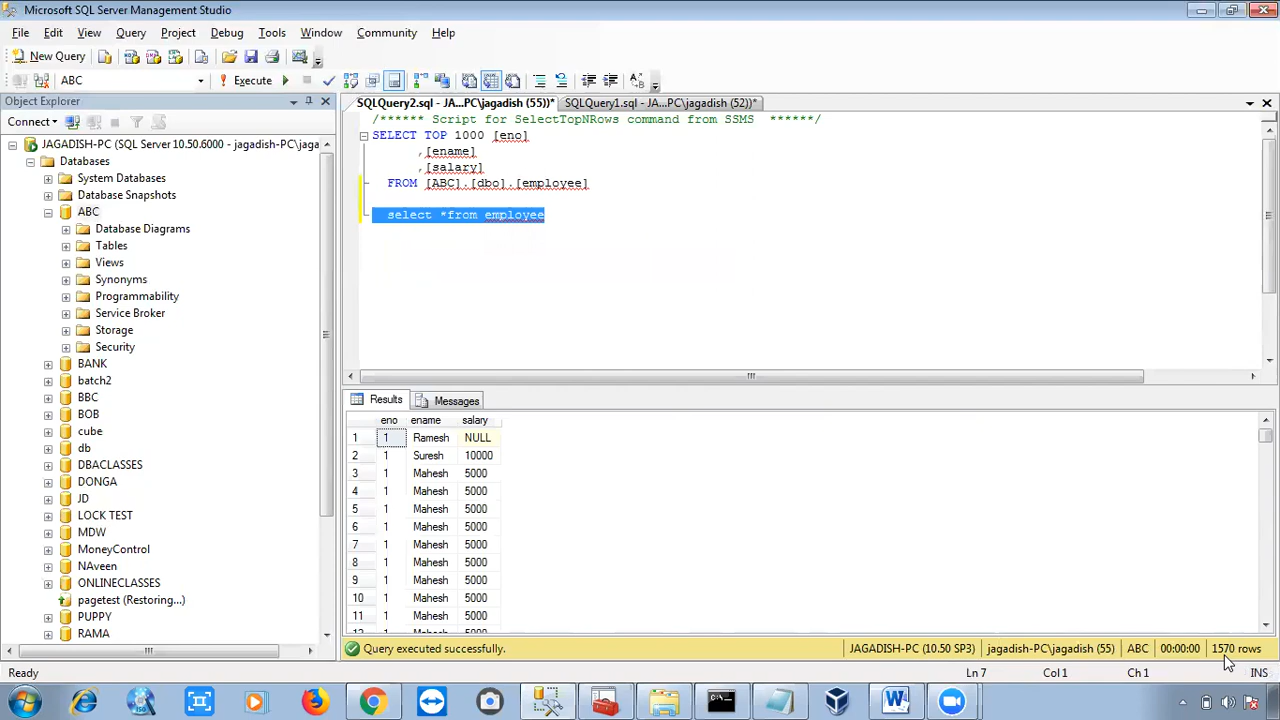 Microsoft SQL Server Management Studio
File Edit View Query Project Debug Tools Window Community Help
New Query
ABC Execute
Object Explorer
Connect
JAGADISH-PC (SQL Server 10.50.6000 - jagadish-PC\jaga
Databases
System Databases
Database Snapshots
ABC
Database Diagrams
Tables
Views
Synonyms
Programmability
Service Broker
Storage
Security
BANK
batch2
BBC
BOB
cube
db
DBACLASSES
DONGA
JD
LOCK TEST
MDW
MoneyControl
NAveen
ONLINECLASSES
pagetest (Restoring...)
PUPPY
RAMA
SQLQuery2.sql - JA...PC\jagadish (55))* SQLQuery1.sql - JA...PC\jagadish (52))*
/****** Script for SelectTopNRows command from SSMS ******/
SELECT TOP 1000 [eno]
,[ename]
,[salary]
FROM [ABC].[dbo].[employee]
select *from employee
Results Messages
eno ename salary
1 1 Ramesh NULL
2 1 Suresh 10000
3 1 Mahesh 5000
4 1 Mahesh 5000
5 1 Mahesh 5000
6 1 Mahesh 5000
7 1 Mahesh 5000
8 1 Mahesh 5000
9 1 Mahesh 5000
10 1 Mahesh 5000
11 1 Mahesh 5000
Query executed successfully. JAGADISH-PC (10.50 SP3) jagadish-PC\jagadish (55) ABC 00:00:00 1570 rows
Ready Ln 7 Col 1 Ch 1 INS